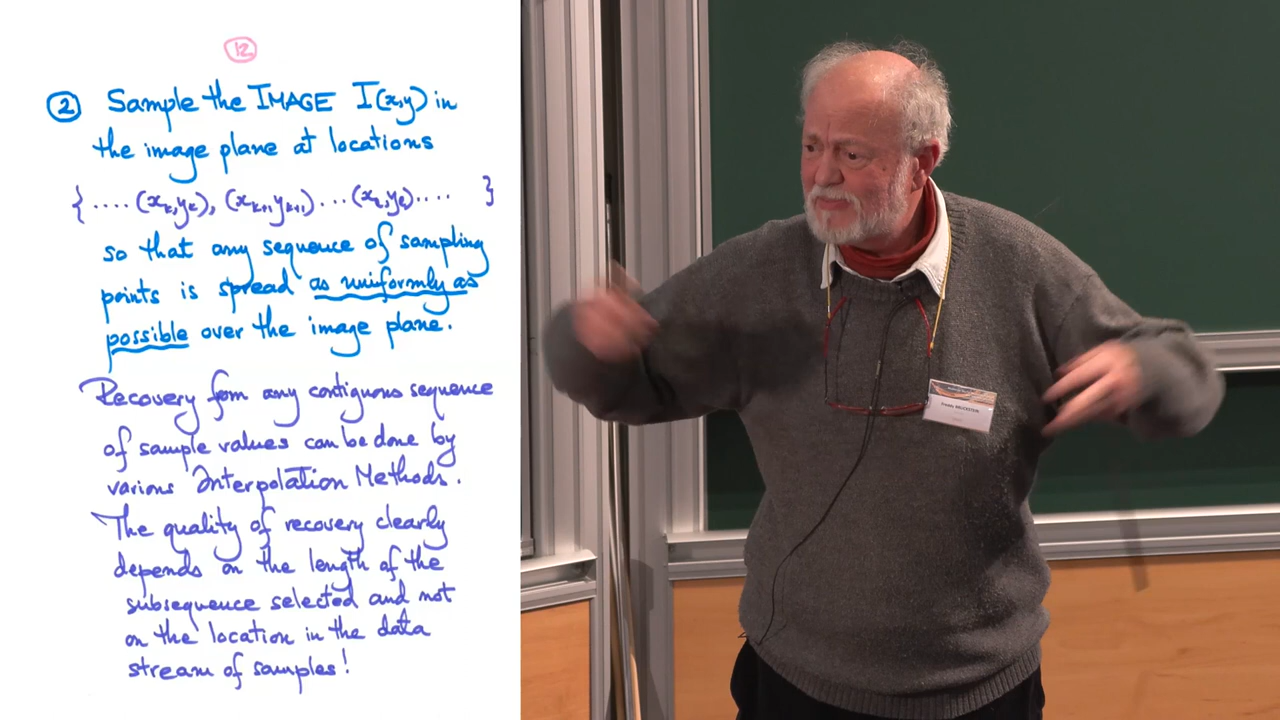 12
② Sample the IMAGE I(x,y) in
the image plane at locations
{ .... (xₖ,yₖ), (xₖ₊₁yₖ₊₁)...(xₗ,yₗ).... }
so that any sequence of sampling
points is spread as uniformly as
possible over the image plane.
Recovery from any contiguous sequence
of sample values can be done by
various Interpolation Methods.
The quality of recovery clearly
depends on the length of the
subsequence selected and not
on the location in the data
stream of samples!
BRUCKSTEIN